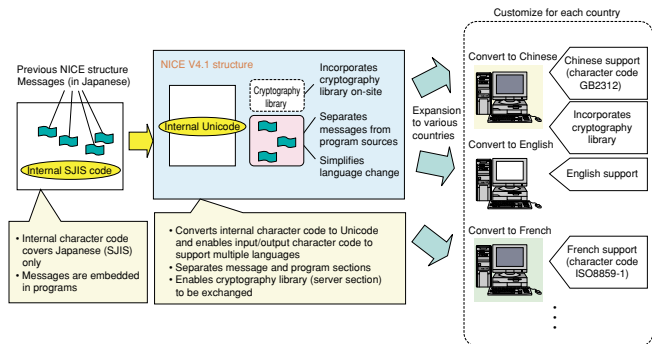 Customize for each country
Previous NICE structure
Messages (in Japanese)
Internal SJIS code
• Internal character code
covers Japanese (SJIS)
only
• Messages are embedded
in programs
NICE V4.1 structure
Internal Unicode
Cryptography
library
Incorporates
cryptography
library on-site
Separates
messages from
program sources
Simplifies
language change
• Converts internal character code to Unicode
and enables input/output character code to
support multiple languages
• Separates message and program sections
• Enables cryptography library (server section)
to be exchanged
Expansion
to various
countries
Convert to Chinese
Chinese support
(character code
GB2312)
Incorporates
cryptography
library
Convert to English
English support
Convert to French
French support
(character code
ISO8859-1)